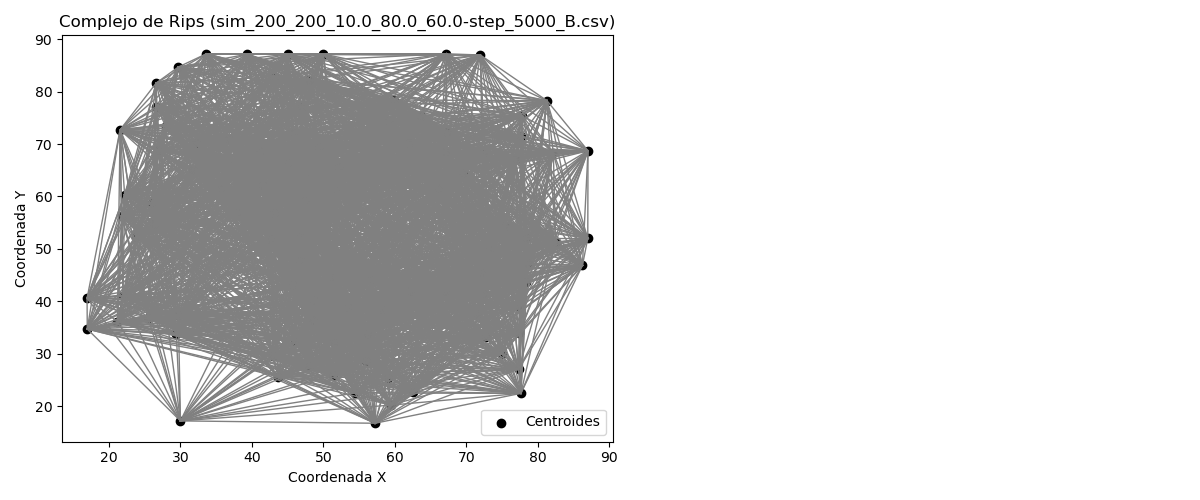 Complejo de Rips (sim_200_200_10.0_80.0_60.0-step_5000_B.csv)
90
80
70
60
50
40
30
20
Coordenada Y
Centroides
20 30 40 50 60 70 80 90
Coordenada X